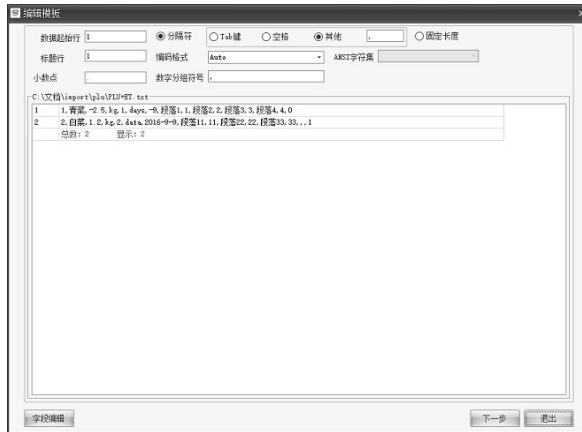 编辑模板
数据起始行 1 分隔符 Tab键 空格 其他 , 固定长度
标题行 1 编码格式 Auto ANSI字符集
小数点 . 数字分组符号 ,
C:\文档\import\plu\PLU+ET.txt
1 1,青菜,-2.5,kg,1,days,-9,段落1,1,段落2,2,段落3,3,段落4,4,0
2 2,白菜,1.2,kg,2,data,2016-9-9,段落11,11,段落22,22,段落33,33,,,1
总数: 2 显示: 2
字段编辑 下一步 退出